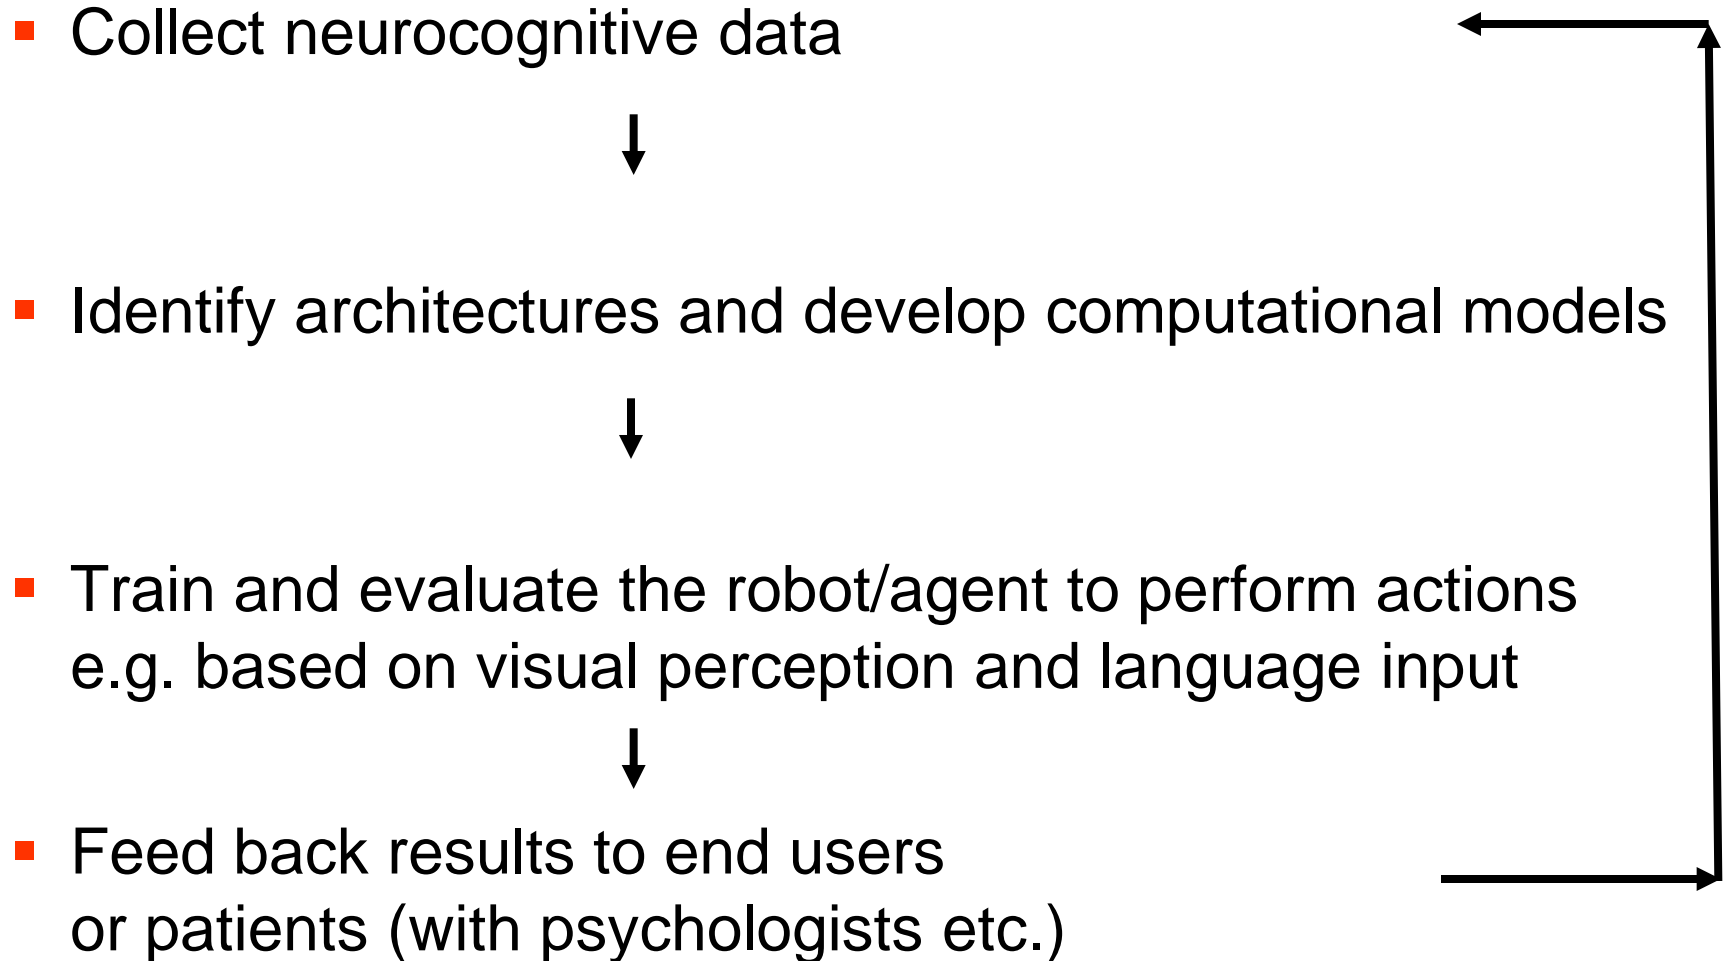 Collect neurocognitive data
Identify architectures and develop computational models
Train and evaluate the robot/agent to perform actions
e.g. based on visual perception and language input
Feed back results to end users
or patients (with psychologists etc.)